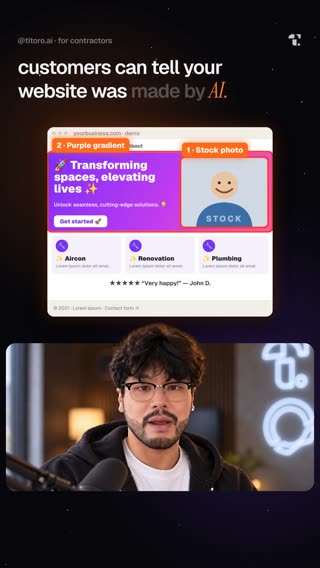 @titoro.ai · for contractors
customers can tell your
website was made by AI.
yourbusiness.com · demo
2 · Purple gradient
About
1 · Stock photo
🚀 Transforming
spaces, elevating
lives ✨
Unlock seamless, cutting-edge solutions. 💡
Get started 🚀
STOCK
✨ Aircon
Lorem ipsum dolor sit amet.
✨ Renovation
Lorem ipsum dolor sit amet.
✨ Plumbing
Lorem ipsum dolor sit amet.
★★★★★ “Very happy!” — John D.
© 2021 · Lorem ipsum · Contact form →